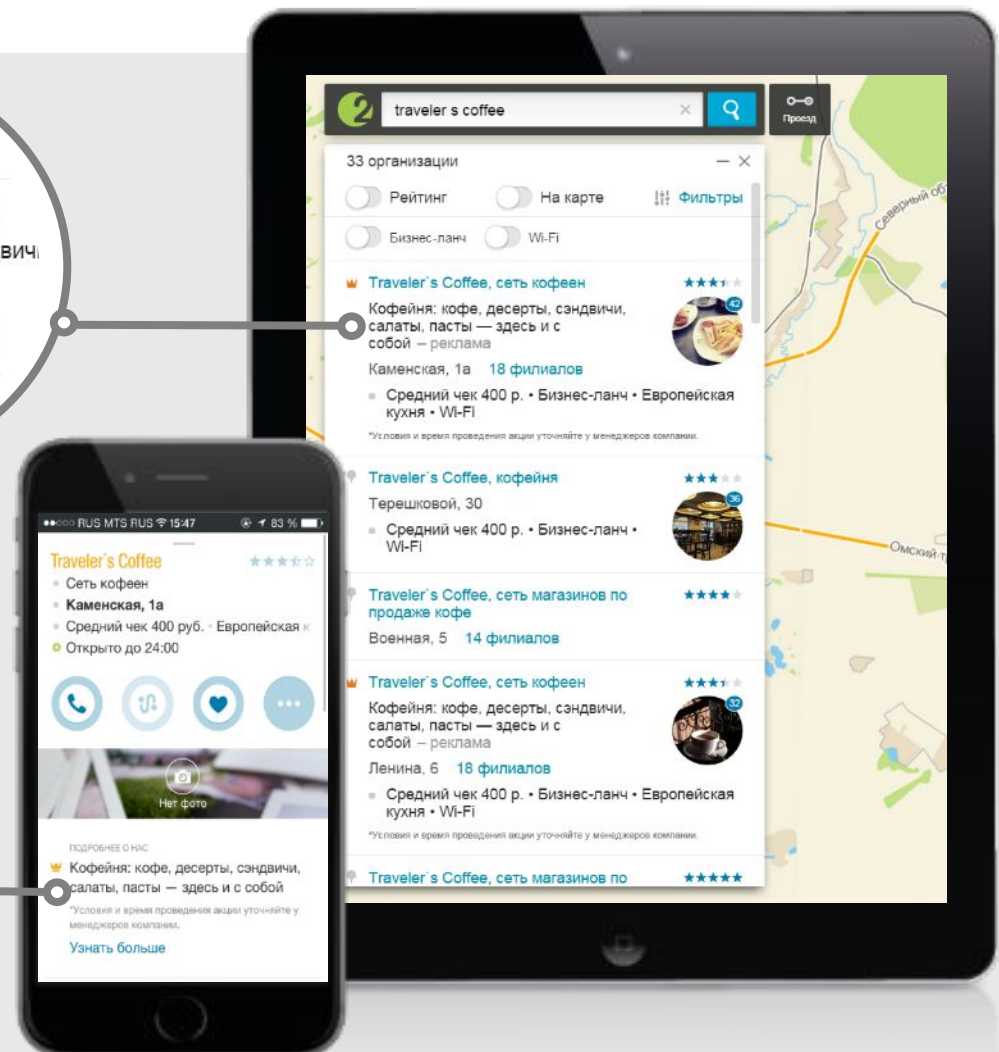 вич
2
traveler s coffee
Проезд
33 организации
Рейтинг На карте Фильтры
Бизнес-ланч Wi-Fi
Traveler`s Coffee, сеть кофеен
42
Кофейня: кофе, десерты, сэндвичи,
салаты, пасты — здесь и с
собой – реклама
Каменская, 1а 18 филиалов
Средний чек 400 р. • Бизнес-ланч • Европейская
кухня • Wi-Fi
*Условия и время проведения акции уточняйте у менеджеров компании.
Traveler`s Coffee, кофейня
36
Терешковой, 30
Средний чек 400 р. • Бизнес-ланч •
Wi-Fi
Traveler`s Coffee, сеть магазинов по
продаже кофе
Военная, 5 14 филиалов
Traveler`s Coffee, сеть кофеен
32
Кофейня: кофе, десерты, сэндвичи,
салаты, пасты — здесь и с
собой – реклама
Ленина, 6 18 филиалов
Средний чек 400 р. • Бизнес-ланч • Европейская
кухня • Wi-Fi
*Условия и время проведения акции уточняйте у менеджеров компании.
Traveler`s Coffee, сеть магазинов по
Северный об
Омский т
RUS MTS RUS 15:47 83 %
Traveler`s Coffee
Сеть кофеен
Каменская, 1а
Средний чек 400 руб. · Европейская к
Открыто до 24:00
Нет фото
ПОДРОБНЕЕ О НАС
Кофейня: кофе, десерты, сэндвичи,
салаты, пасты — здесь и с собой
*Условия и время проведения акции уточняйте у
менеджеров компании.
Узнать больше